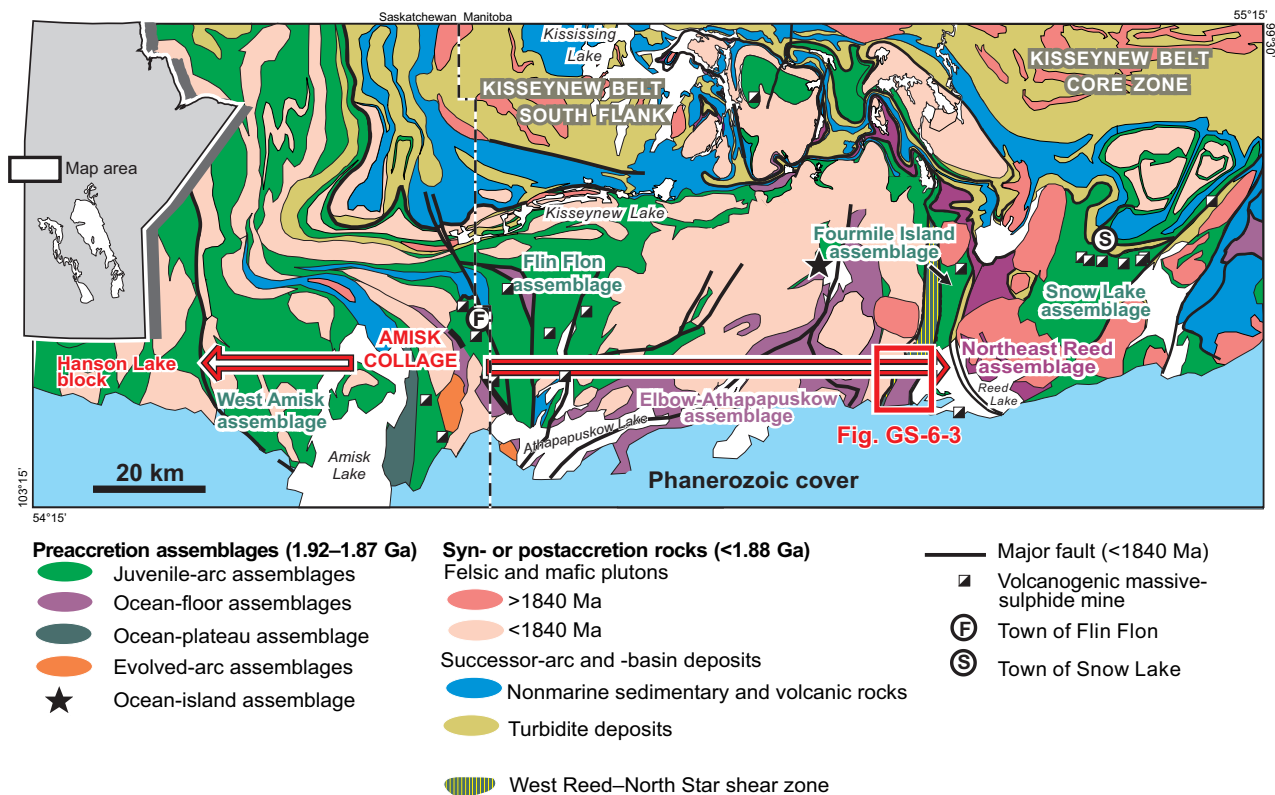 Saskatchewan Manitoba
55°15'
99°30'
Kississing
Lake
KISSEYNEW BELT
SOUTH FLANK
KISSEYNEW BELT
CORE ZONE
Map area
Kisseynew Lake
Fourmile Island
assemblage
Flin Flon
assemblage
S
Snow Lake
assemblage
F
AMISK
COLLAGE
Hanson Lake
block
Northeast Reed
assemblage
West Amisk
assemblage
Elbow-Athapapuskow
assemblage
Reed
Lake
Athapapuskow Lake
Fig. GS-6-3
Amisk
Lake
20 km
Phanerozoic cover
103°15'
54°15'
Preaccretion assemblages (1.92–1.87 Ga)
Juvenile-arc assemblages
Ocean-floor assemblages
Ocean-plateau assemblage
Evolved-arc assemblages
Ocean-island assemblage
Syn- or postaccretion rocks (<1.88 Ga)
Felsic and mafic plutons
>1840 Ma
<1840 Ma
Successor-arc and -basin deposits
Nonmarine sedimentary and volcanic rocks
Turbidite deposits
West Reed–North Star shear zone
Major fault (<1840 Ma)
Volcanogenic massive-
sulphide mine
F Town of Flin Flon
S Town of Snow Lake